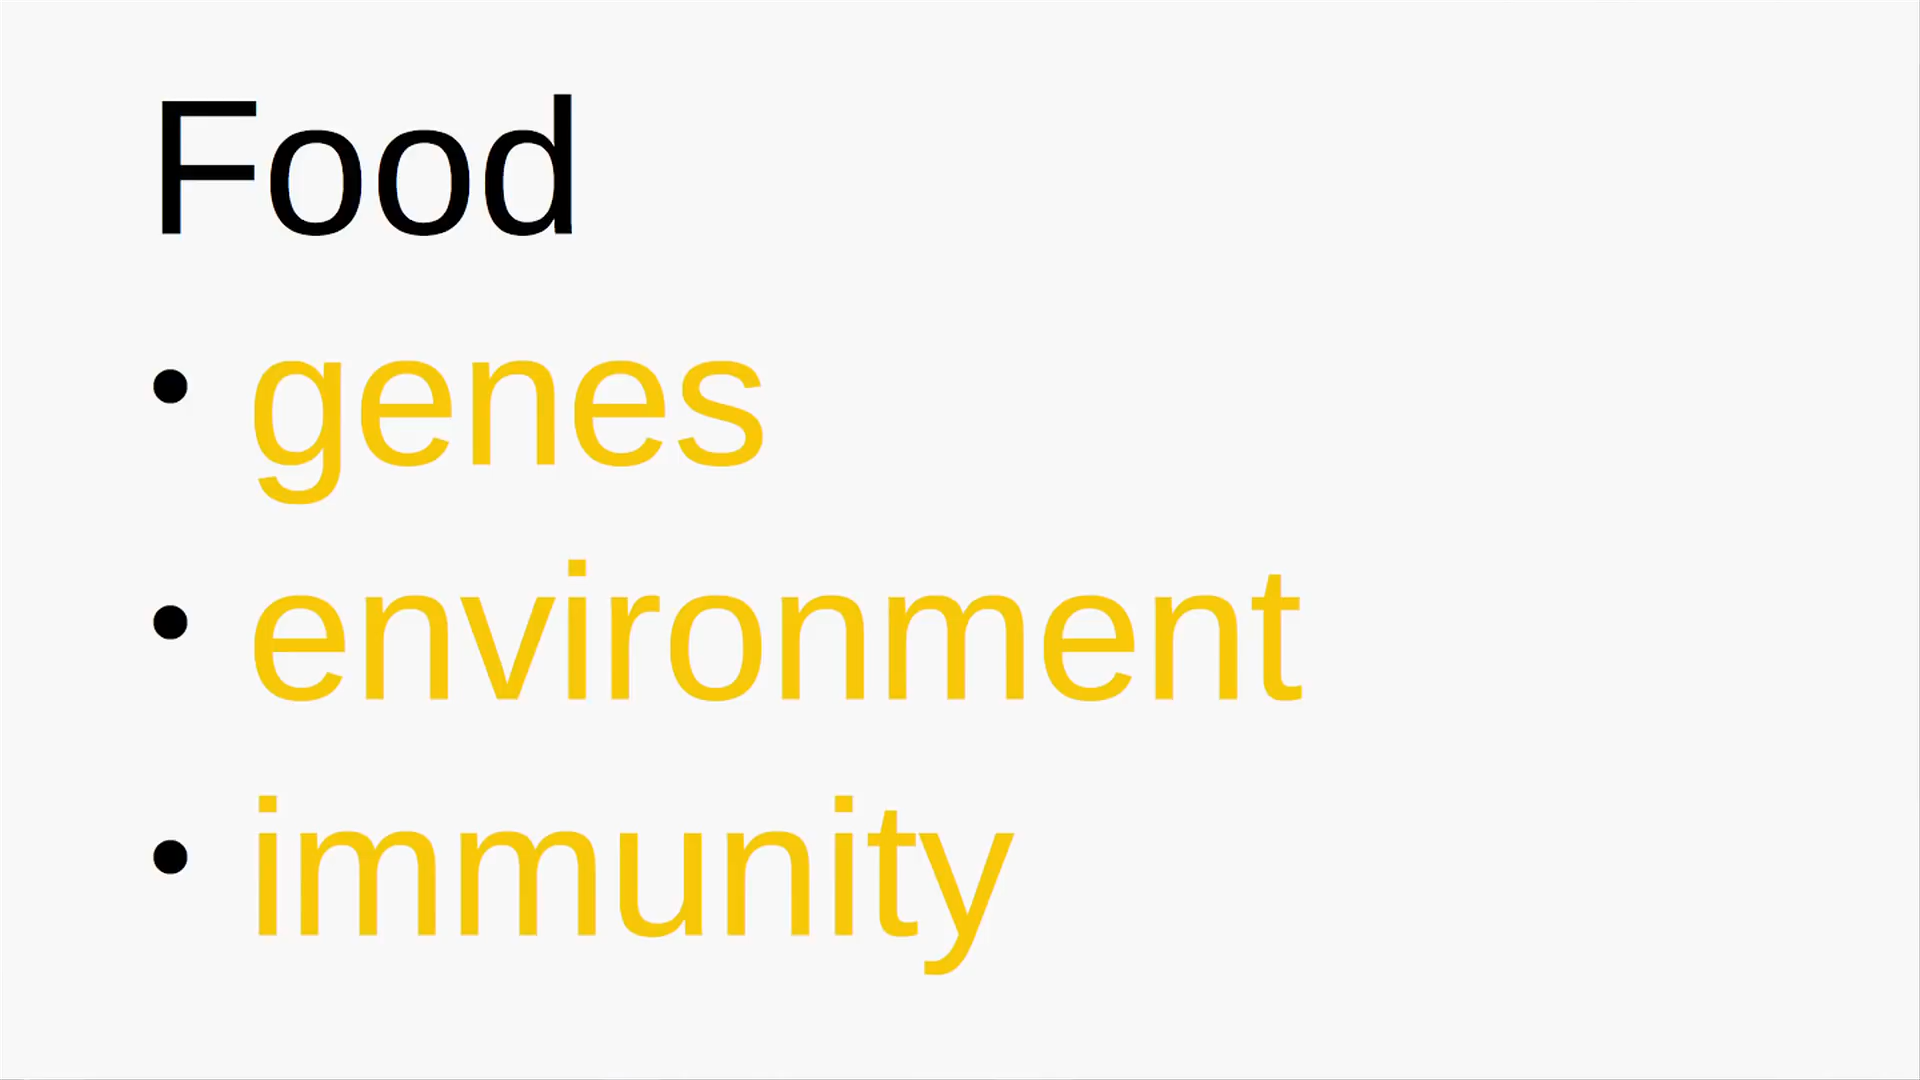 Food
• genes
• environment
• immunity